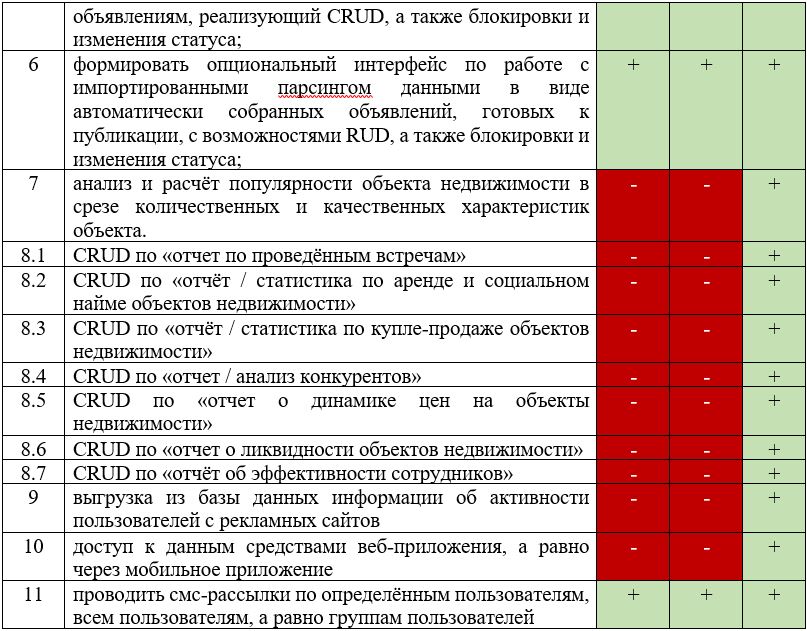 объявлениям, реализующий CRUD, а также блокировки и
изменения статуса;
6 формировать опциональный интерфейс по работе с + + +
импортированными парсингом данными в виде
автоматически собранных объявлений, готовых к
публикации, с возможностями RUD, а также блокировки и
изменения статуса;
7 анализ и расчёт популярности объекта недвижимости в - - +
срезе количественных и качественных характеристик
объекта.
8.1 CRUD по «отчет по проведённым встречам» - - +
8.2 CRUD по «отчёт / статистика по аренде и социальном - - +
найме объектов недвижимости»
8.3 CRUD по «отчёт / статистика по купле-продаже объектов - - +
недвижимости»
8.4 CRUD по «отчет / анализ конкурентов» - - +
8.5 CRUD по «отчет о динамике цен на объекты - - +
недвижимости»
8.6 CRUD по «отчет о ликвидности объектов недвижимости» - - +
8.7 CRUD по «отчёт об эффективности сотрудников» - - +
9 выгрузка из базы данных информации об активности - - +
пользователей с рекламных сайтов
10 доступ к данным средствами веб-приложения, а равно - - +
через мобильное приложение
11 проводить смс-рассылки по определённым пользователям, + + +
всем пользователям, а равно группам пользователей